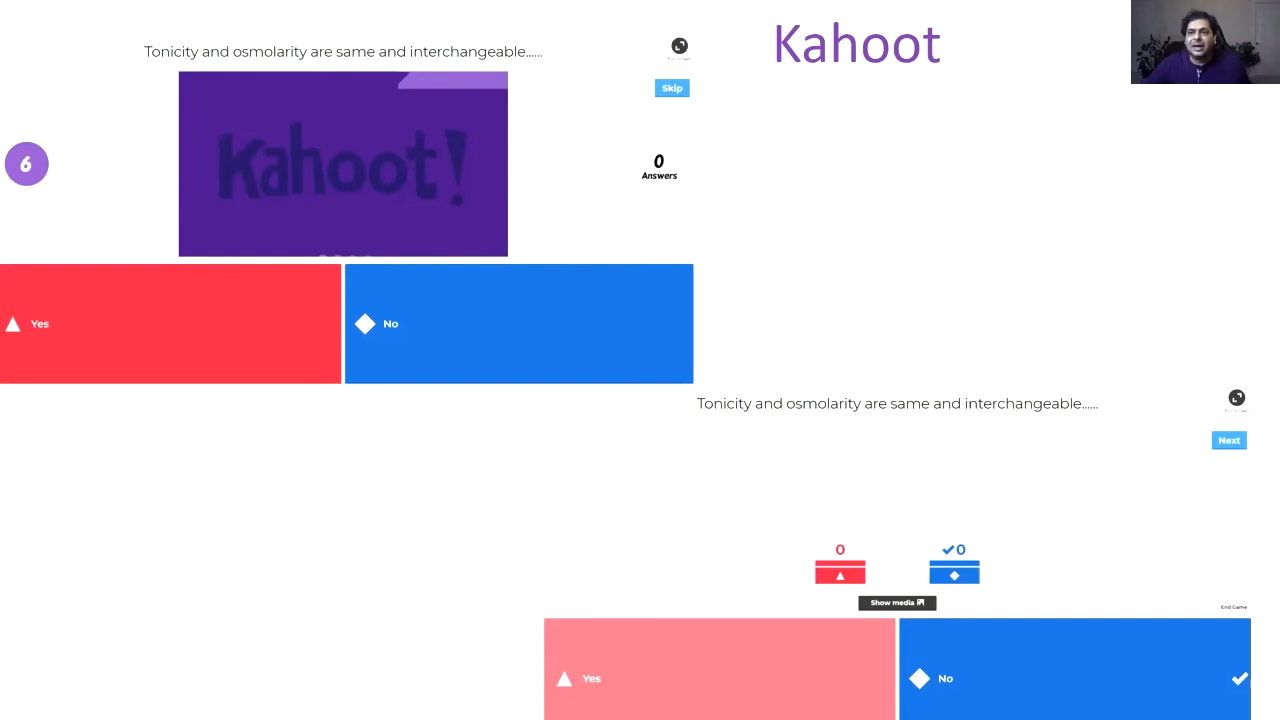 Kahoot
Tonicity and osmolarity are same and interchangeable......
Skip
6
Kahoot!
0
Answers
Yes
No
Tonicity and osmolarity are same and interchangeable......
Next
0
0
Show media
End Game
Yes
No